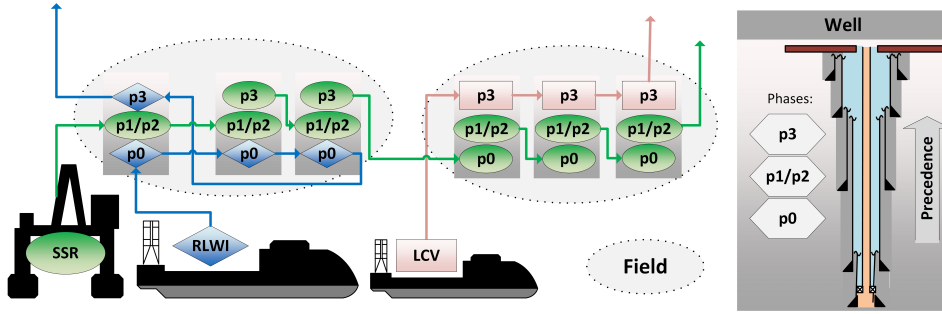 p3 p3 p3
p1/p2 p1/p2 p1/p2
p0 p0 p0
p3 p3 p3
p1/p2 p1/p2 p1/p2
p0 p0 p0
SSR
RLWI
LCV
Field
Well
Phases:
p3
p1/p2
p0
Precedence